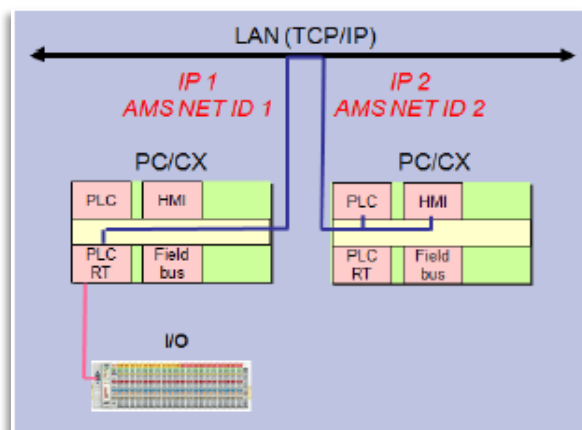 LAN (TCP/IP)
IP 1
AMS NET ID 1
IP 2
AMS NET ID 2
PC/CX
PC/CX
PLC
HMI
PLC
HMI
PLC
RT
Field
bus
PLC
RT
Field
bus
I/O